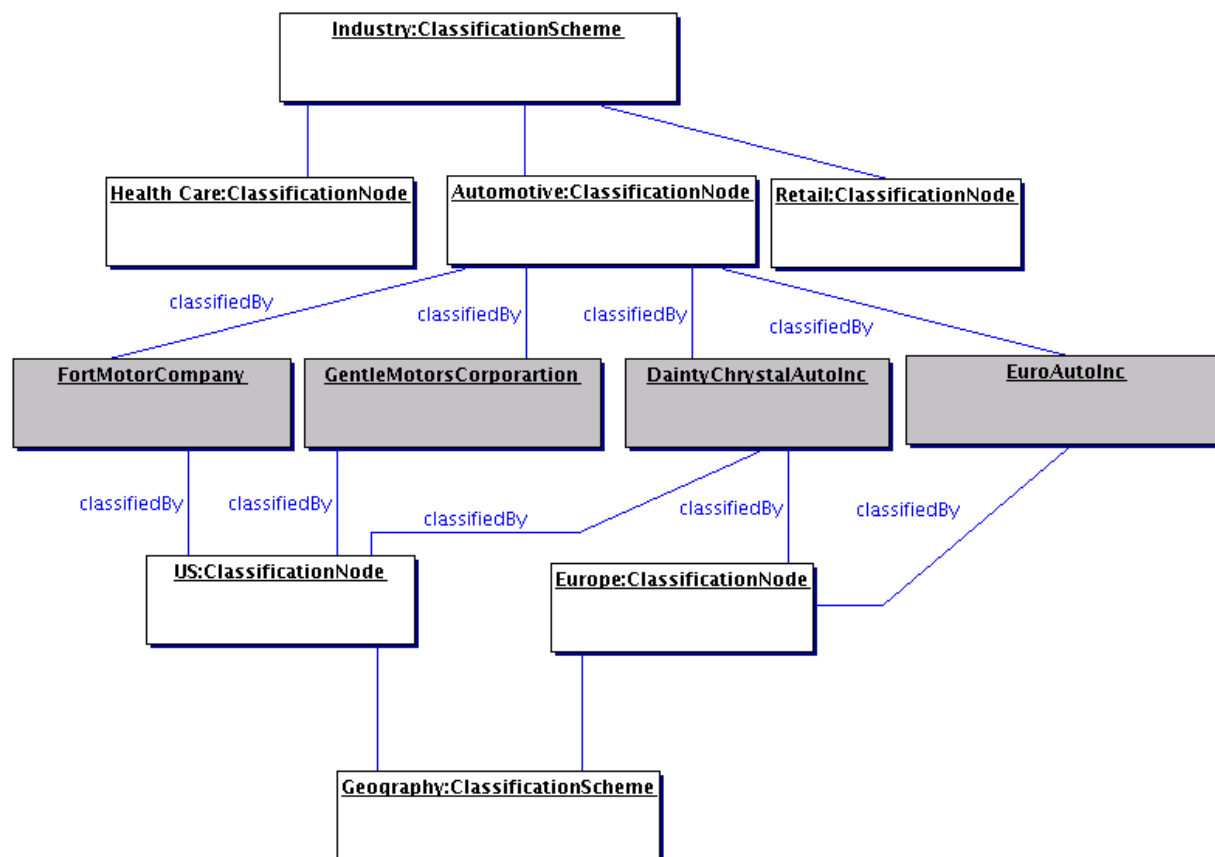 Industry:ClassificationScheme
Health Care:ClassificationNode
Automotive:ClassificationNode
Retail:ClassificationNode
classifiedBy
classifiedBy
classifiedBy
classifiedBy
FortMotorCompany
GentleMotorsCorporartion
DaintyChrystalAutoInc
EuroAutoInc
classifiedBy
classifiedBy
classifiedBy
classifiedBy
classifiedBy
US:ClassificationNode
Europe:ClassificationNode
Geography:ClassificationScheme